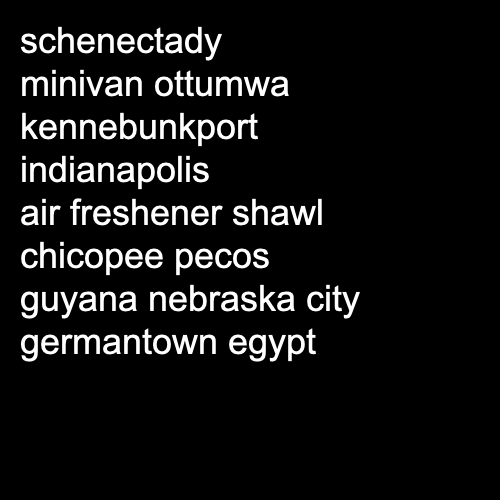 schenectady
minivan ottumwa
kennebunkport
indianapolis
air freshener shawl
chicopee pecos
guyana nebraska city
germantown egypt